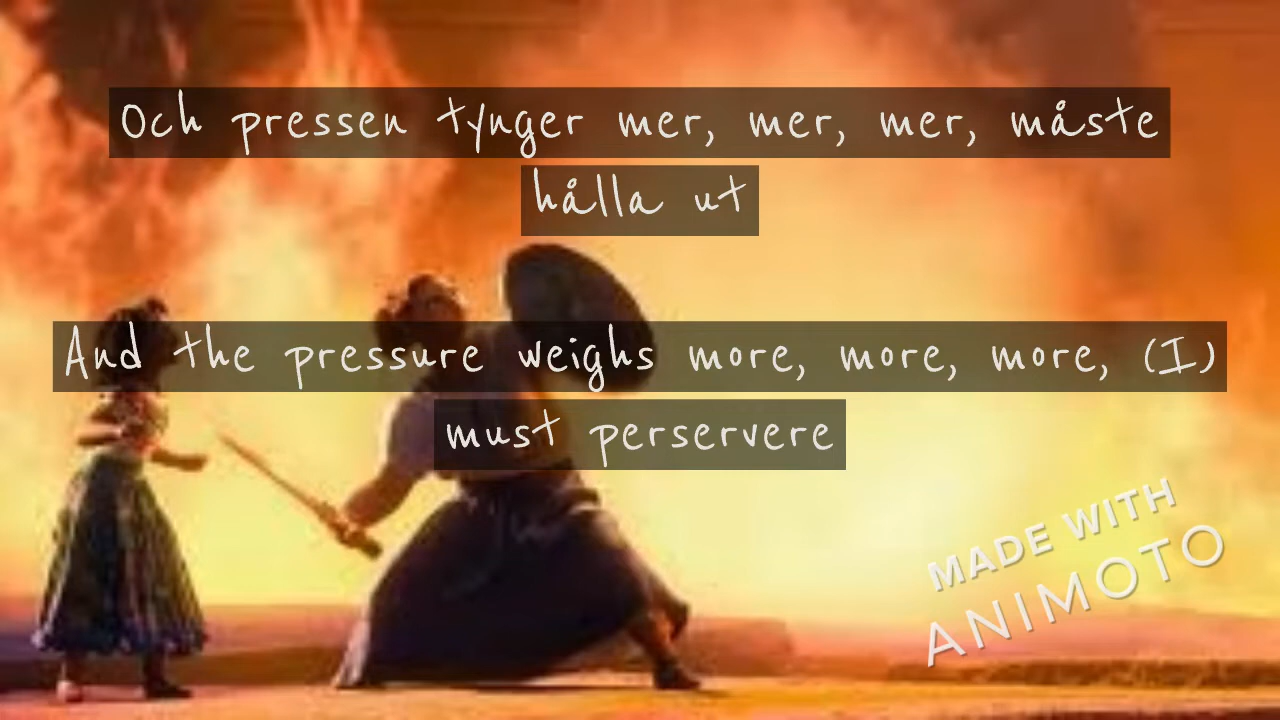 Och pressen tynger mer, mer, mer, måste
hålla ut
And the pressure weighs more, more, more, (I)
must perservere
MADE WITH
ANIMOTO